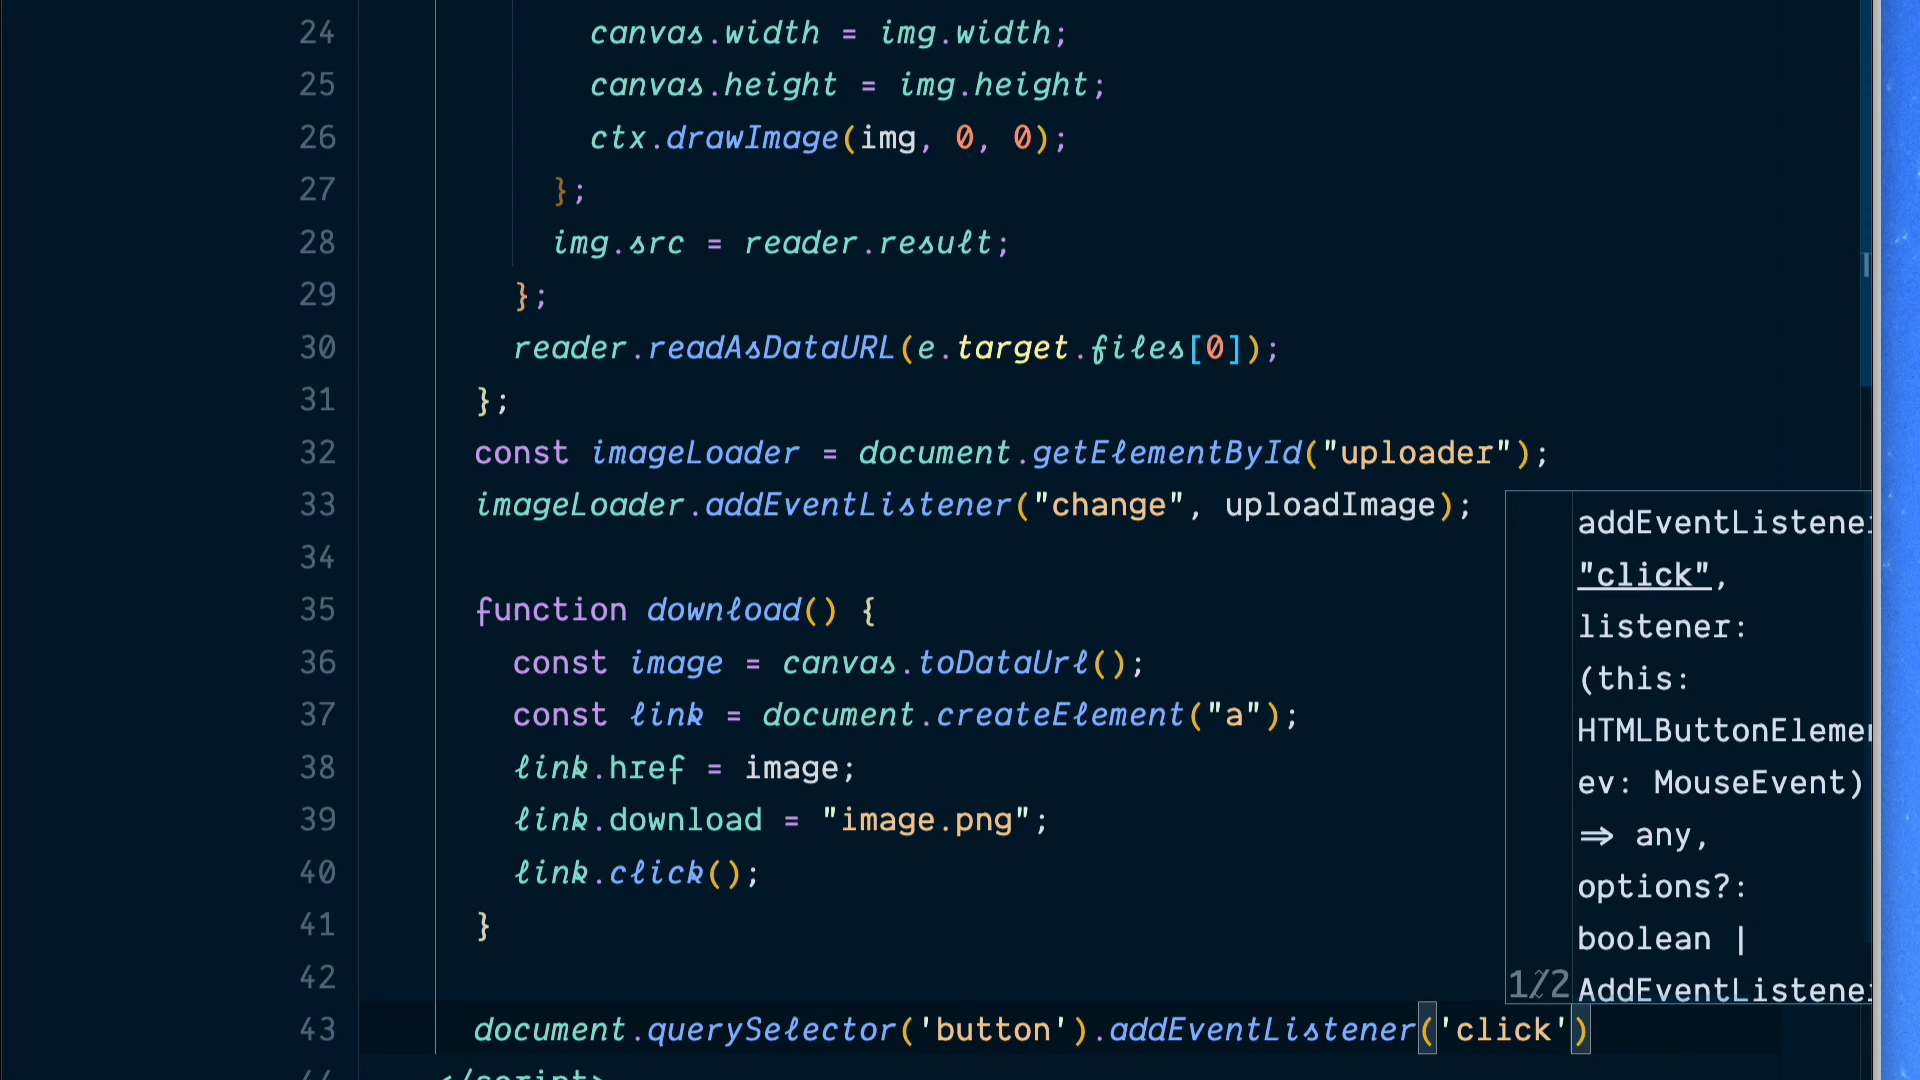 24 canvas.width = img.width;
25 canvas.height = img.height;
26 ctx.drawImage(img, 0, 0);
27 };
28 img.src = reader.result;
29 };
30 reader.readAsDataURL(e.target.files[0]);
31 };
32 const imageLoader = document.getElementById("uploader");
33 imageLoader.addEventListener("change", uploadImage);
34
35 function download() {
36 const image = canvas.toDataUrl();
37 const link = document.createElement("a");
38 link.href = image;
39 link.download = "image.png";
40 link.click();
41 }
42
43 document.querySelector('button').addEventListener('click')
addEventListene
"click",
listener:
(this:
HTMLButtonEleme
ev: MouseEvent)
=> any,
options?:
boolean |
1/2 AddEventListene